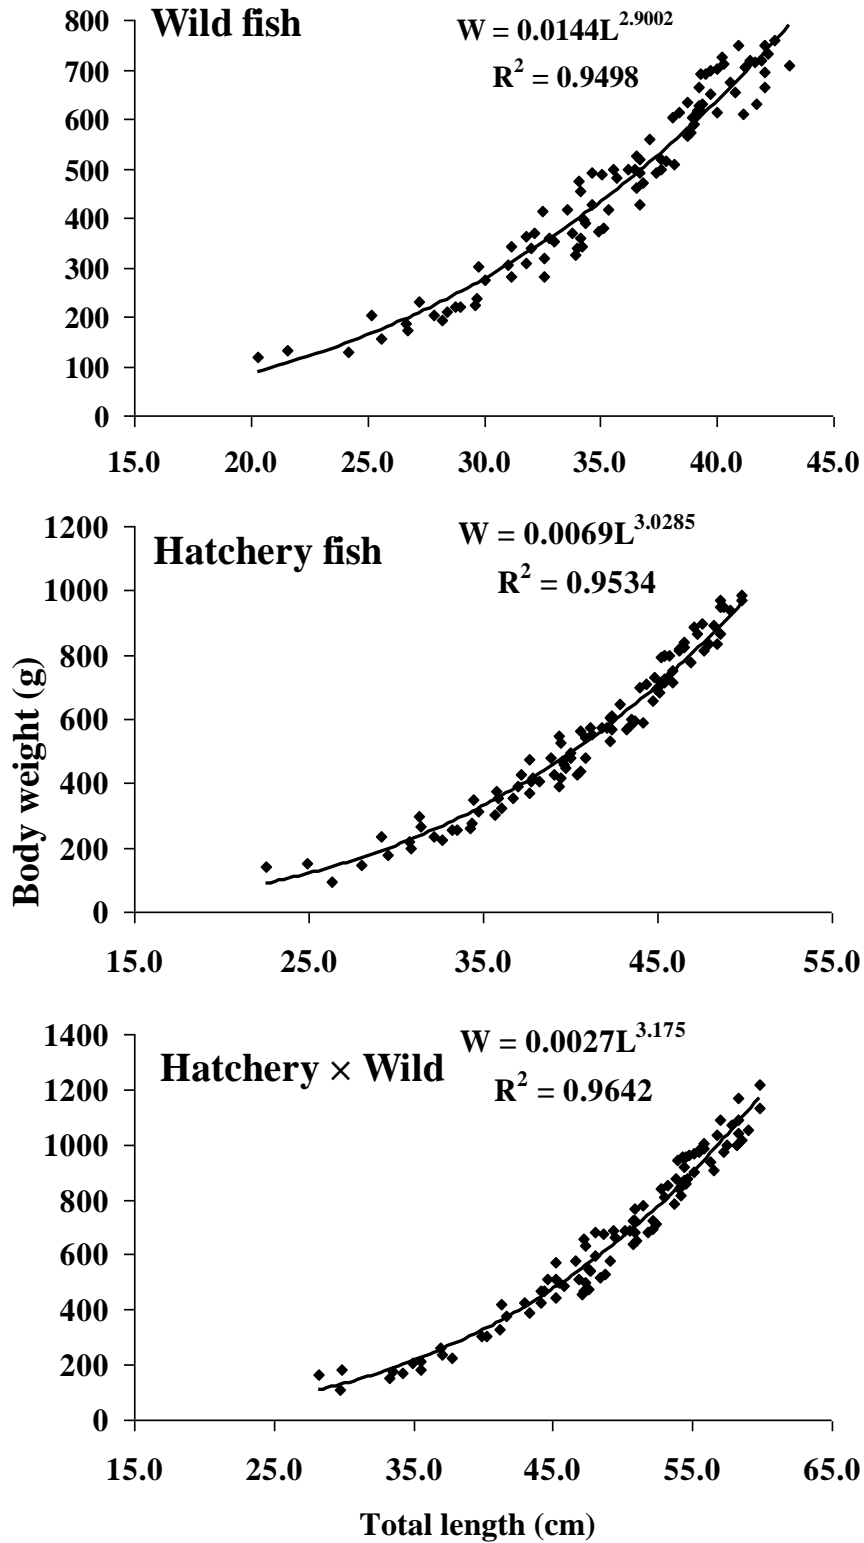 Wild fish
W = 0.0144L^2.9002
R^2 = 0.9498
800
700
600
500
400
300
200
100
0
15.0 20.0 25.0 30.0 35.0 40.0 45.0
Hatchery fish
W = 0.0069L^3.0285
R^2 = 0.9534
1200
1000
800
600
400
200
0
15.0 25.0 35.0 45.0 55.0
Body weight (g)
Hatchery × Wild
W = 0.0027L^3.175
R^2 = 0.9642
1400
1200
1000
800
600
400
200
0
15.0 25.0 35.0 45.0 55.0 65.0
Total length (cm)